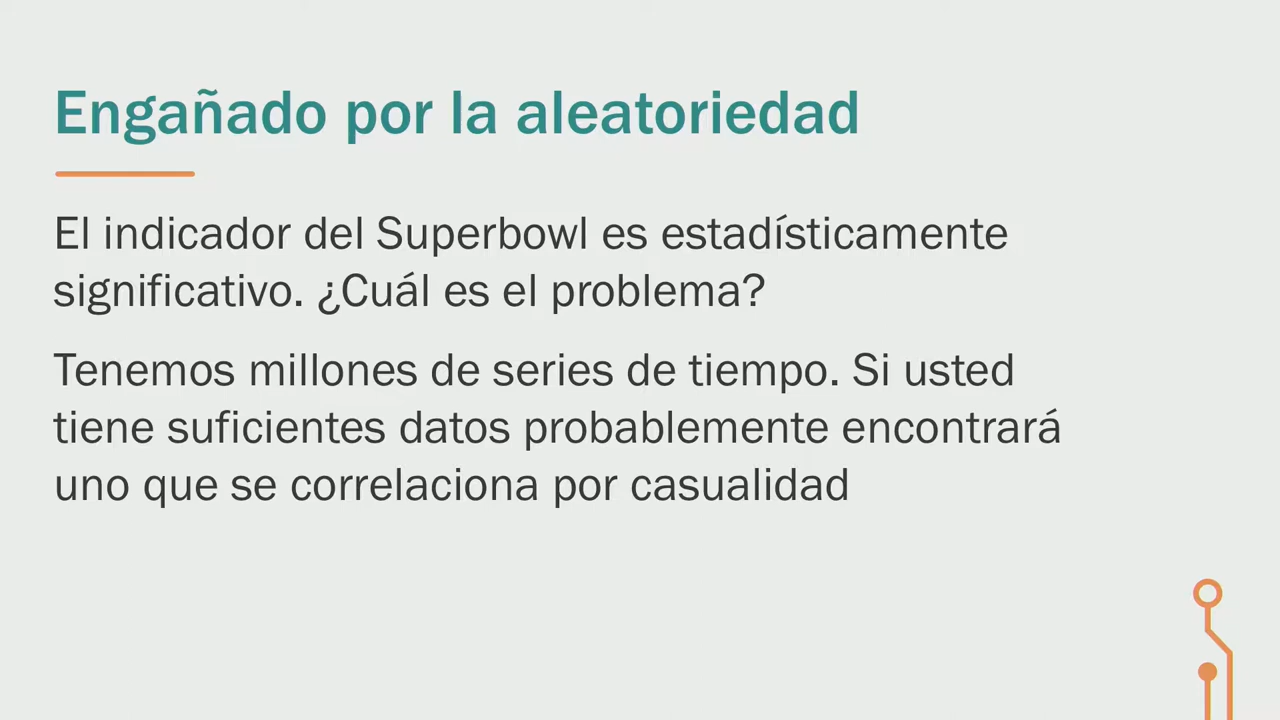 Engañado por la aleatoriedad
El indicador del Superbowl es estadísticamente
significativo. ¿Cuál es el problema?
Tenemos millones de series de tiempo. Si usted
tiene suficientes datos probablemente encontrará
uno que se correlaciona por casualidad